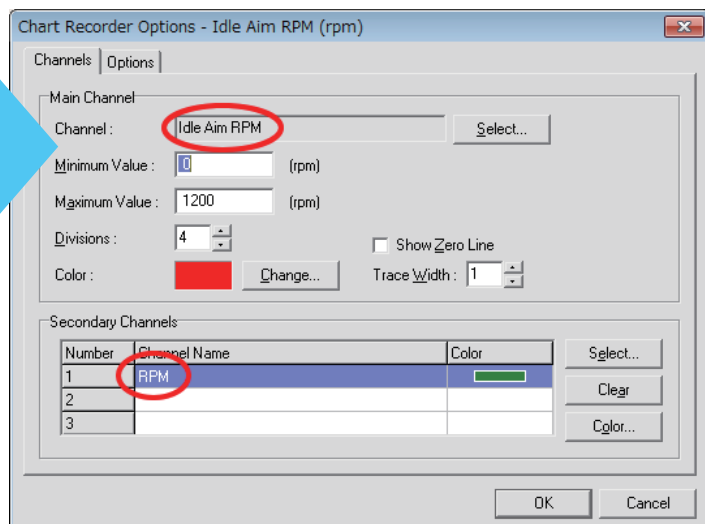 Chart Recorder Options - Idle Aim RPM (rpm)
Channels Options
Main Channel
Channel : Idle Aim RPM Select...
Minimum Value : 0 (rpm)
Maximum Value : 1200 (rpm)
Divisions : 4 Show Zero Line
Color : Change... Trace Width : 1
Secondary Channels
Number Channel Name Color Select...
1 RPM
Clear
2
3 Color...
OK Cancel